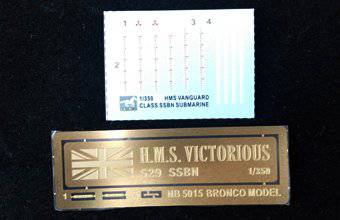 1 3 4
2
1/350 HMS VANGUARD
CLASS SSBN SUBMARINE
H.M.S. VICTORIOUS
S29 SSBN 1/350
1 2 NB 5015 BRONCO MODEL